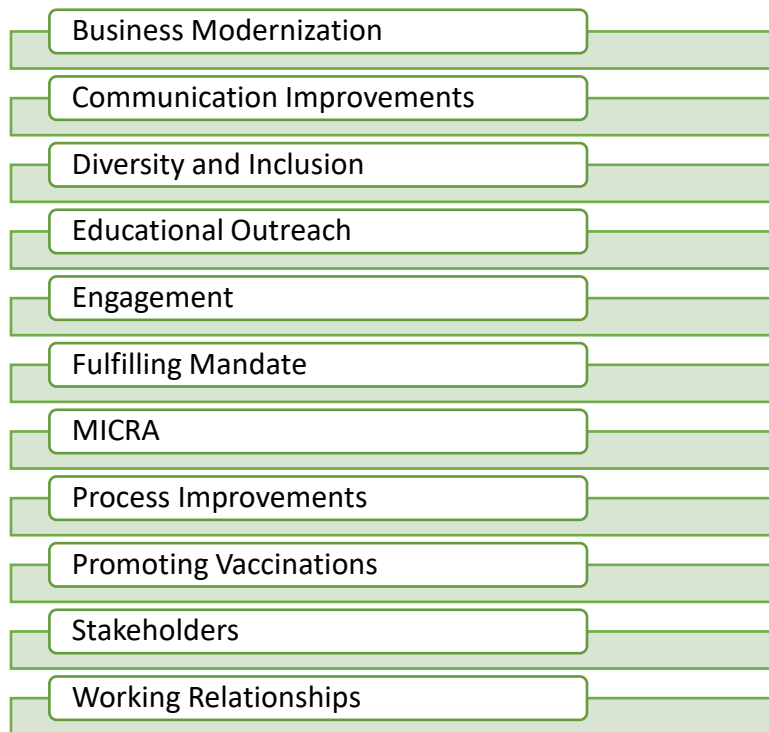 Business Modernization
Communication Improvements
Diversity and Inclusion
Educational Outreach
Engagement
Fulfilling Mandate
MICRA
Process Improvements
Promoting Vaccinations
Stakeholders
Working Relationships